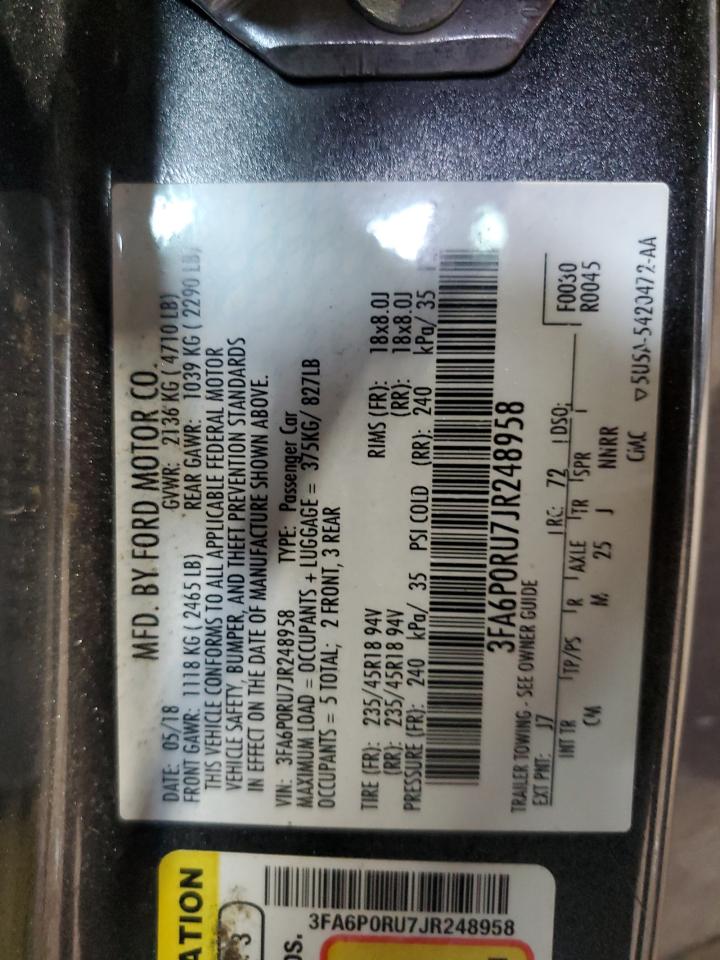 MFD. BY FORD MOTOR CO.
DATE: 05/18 GVWR: 2136 KG ( 4710 LB)
FRONT GAWR: 1118 KG ( 2465 LB) REAR GAWR: 1039 KG ( 2290 LB)
THIS VEHICLE CONFORMS TO ALL APPLICABLE FEDERAL MOTOR
VEHICLE SAFETY, BUMPER, AND THEFT PREVENTION STANDARDS
IN EFFECT ON THE DATE OF MANUFACTURE SHOWN ABOVE.
VIN: 3FA6P0RU7JR248958 TYPE: Passenger Car
MAXIMUM LOAD = OCCUPANTS + LUGGAGE = 375KG/ 827LB
OCCUPANTS = 5 TOTAL; 2 FRONT, 3 REAR
TIRE (FR): 235/45R18 94V RIMS (FR): 18x8.0J
(RR): 235/45R18 94V (RR): 18x8.0J
PRESSURE (FR): 240 kPa/ 35 PSI COLD (RR): 240 kPa/ 35
3FA6P0RU7JR248958
TRAILER TOWING - SEE OWNER GUIDE
F0030
R0045
EXT PNT: J7 RC: 72 DSO:
INT TR TP/PS R AXLE TR SPR
CM M 25 J NNRR
CMC
5U5A-5420472-AA
ATION
3
OS.
3FA6P0RU7JR248958